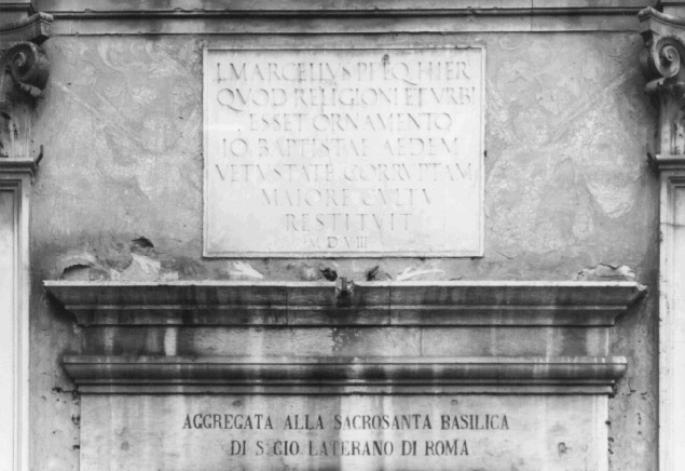 L. MARCELLVS PI EQ HIER
QVOD RELIGIONI ET VRBI
ESSET ORNAMENTO
IO BAPTISTAE AEDEM
VETVSTATE CORRVPTAM
MAIORE CVLTV
RESTITVIT
M D VIII
AGGREGATA ALLA SACROSANTA BASILICA
DI S. GIO. LATERANO DI ROMA